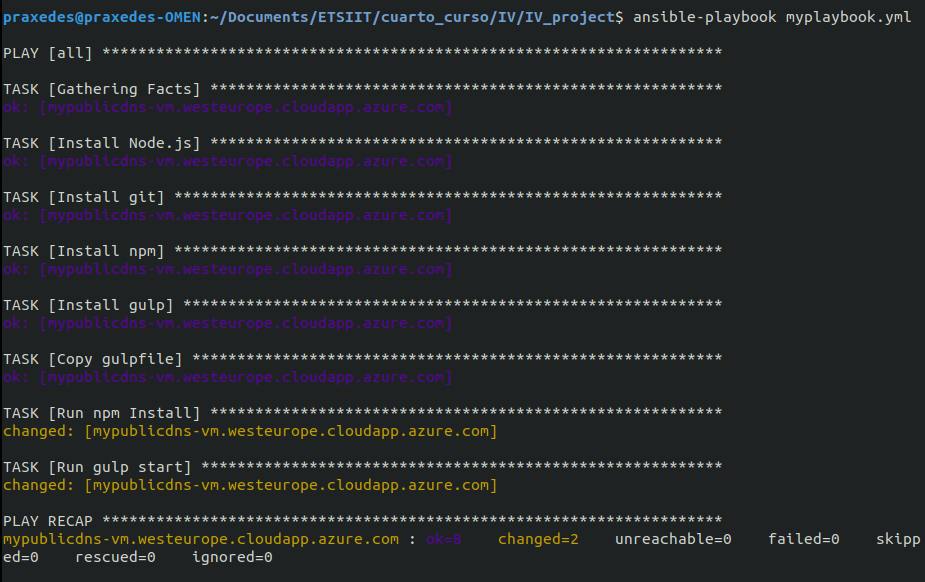 praxedes@praxedes-OMEN:~/Documents/ETSIIT/cuarto_curso/IV/IV_project$ ansible-playbook myplaybook.yml
PLAY [all] *********************************************************************
TASK [Gathering Facts] *********************************************************
ok: [mypublicdns-vm.westeurope.cloudapp.azure.com]
TASK [Install Node.js] *********************************************************
ok: [mypublicdns-vm.westeurope.cloudapp.azure.com]
TASK [Install git] *************************************************************
ok: [mypublicdns-vm.westeurope.cloudapp.azure.com]
TASK [Install npm] *************************************************************
ok: [mypublicdns-vm.westeurope.cloudapp.azure.com]
TASK [Install gulp] ************************************************************
ok: [mypublicdns-vm.westeurope.cloudapp.azure.com]
TASK [Copy gulpfile] ***********************************************************
ok: [mypublicdns-vm.westeurope.cloudapp.azure.com]
TASK [Run npm Install] *********************************************************
changed: [mypublicdns-vm.westeurope.cloudapp.azure.com]
TASK [Run gulp start] **********************************************************
changed: [mypublicdns-vm.westeurope.cloudapp.azure.com]
PLAY RECAP *********************************************************************
mypublicdns-vm.westeurope.cloudapp.azure.com : ok=8    changed=2    unreachable=0    failed=0    skipp
ed=0    rescued=0    ignored=0